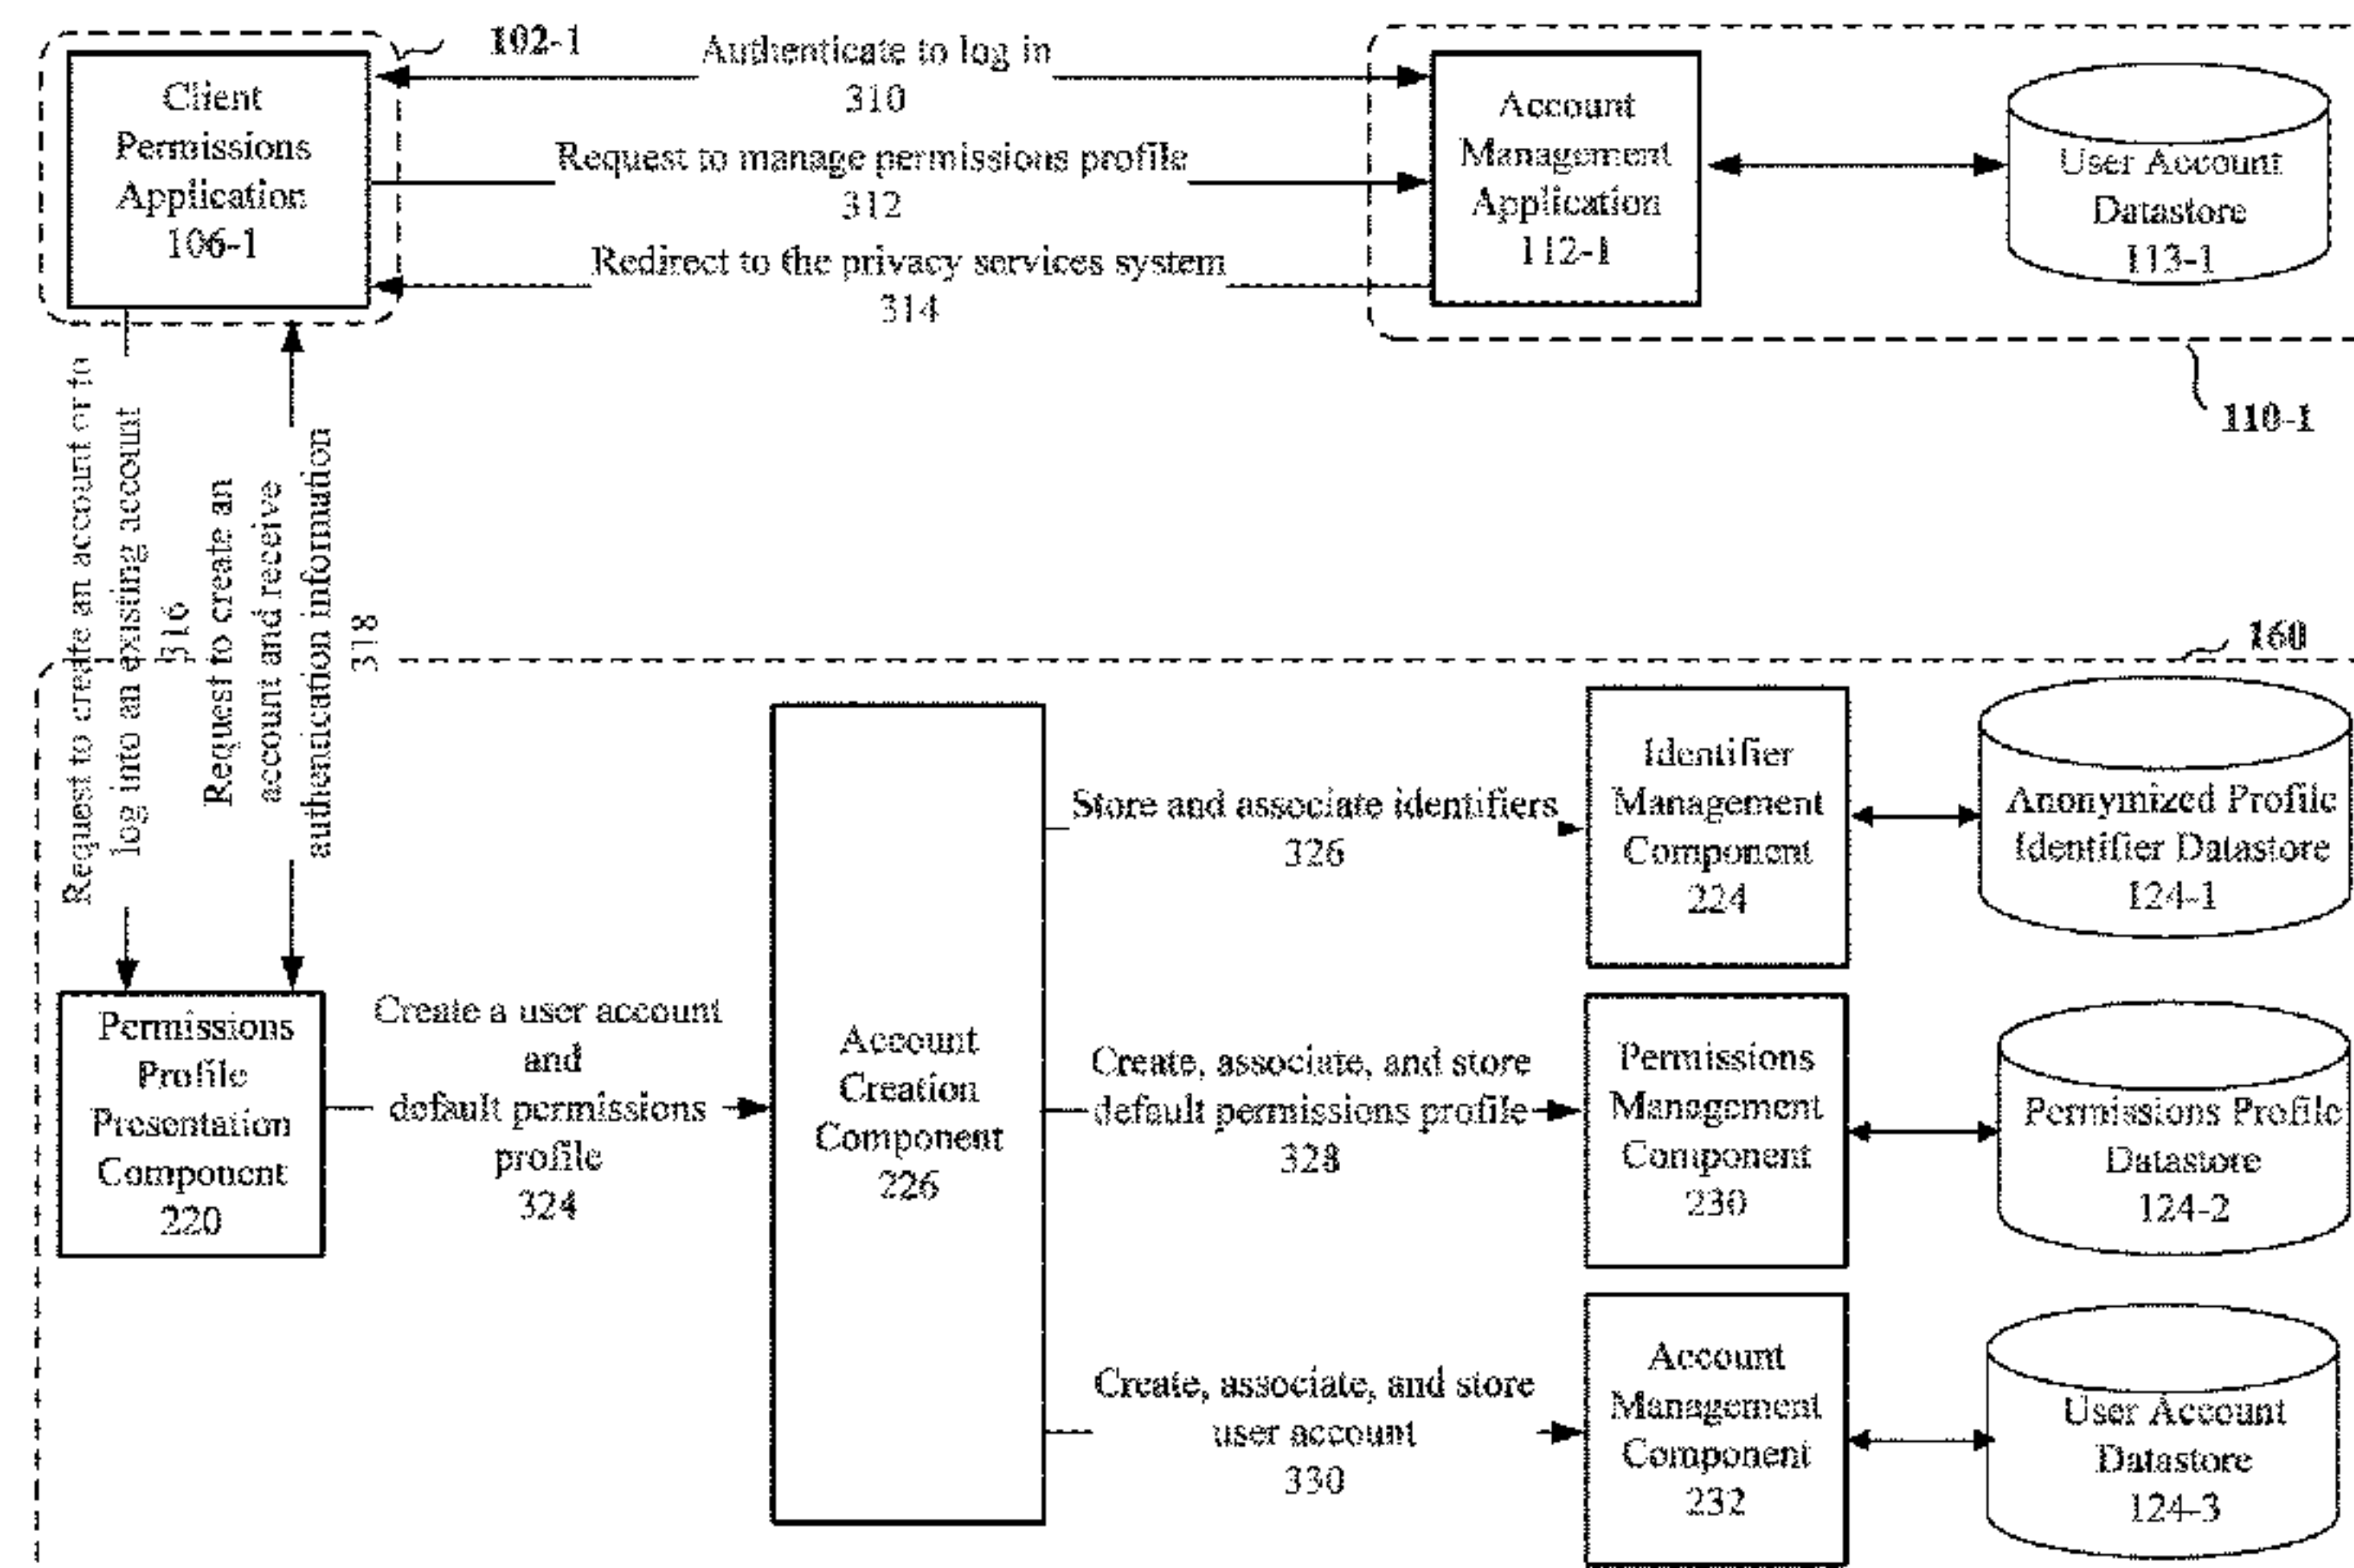 102-1
Client
Permissions
Application
106-1
Authenticate to log in
310
Request to manage permissions profile
312
Redirect to the privacy services system
314
Account
Management
Application
112-1
User Account
Datastore
113-1
110-1
Request to create an account or to
log into an existing account
316
Request to create an
account and receive
authentication information
318
160
Permissions
Profile
Presentation
Component
220
Create a user account
and
default permissions
profile
324
Account
Creation
Component
226
Store and associate identifiers
326
Identifier
Management
Component
224
Anonymized Profile
Identifier Datastore
124-1
Create, associate, and store
default permissions profile
328
Permissions
Management
Component
230
Permissions Profile
Datastore
124-2
Create, associate, and store
user account
330
Account
Management
Component
232
User Account
Datastore
124-3